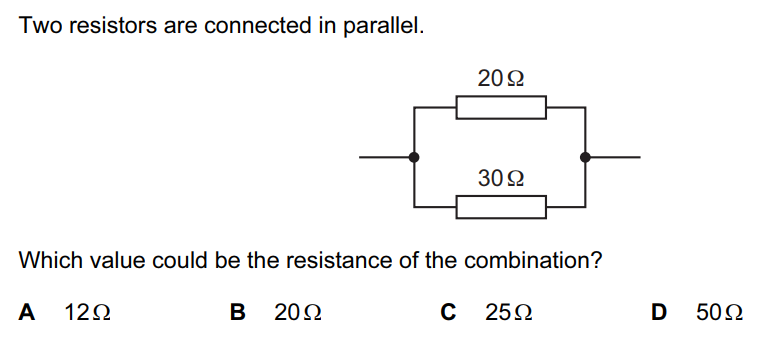 Two resistors are connected in parallel.
20Ω
30Ω
Which value could be the resistance of the combination?
A 12Ω B 20Ω C 25Ω D 50Ω